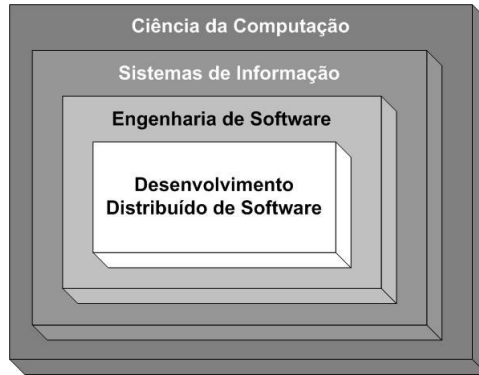 Ciência da Computação
Sistemas de Informação
Engenharia de Software
Desenvolvimento
Distribuído de Software